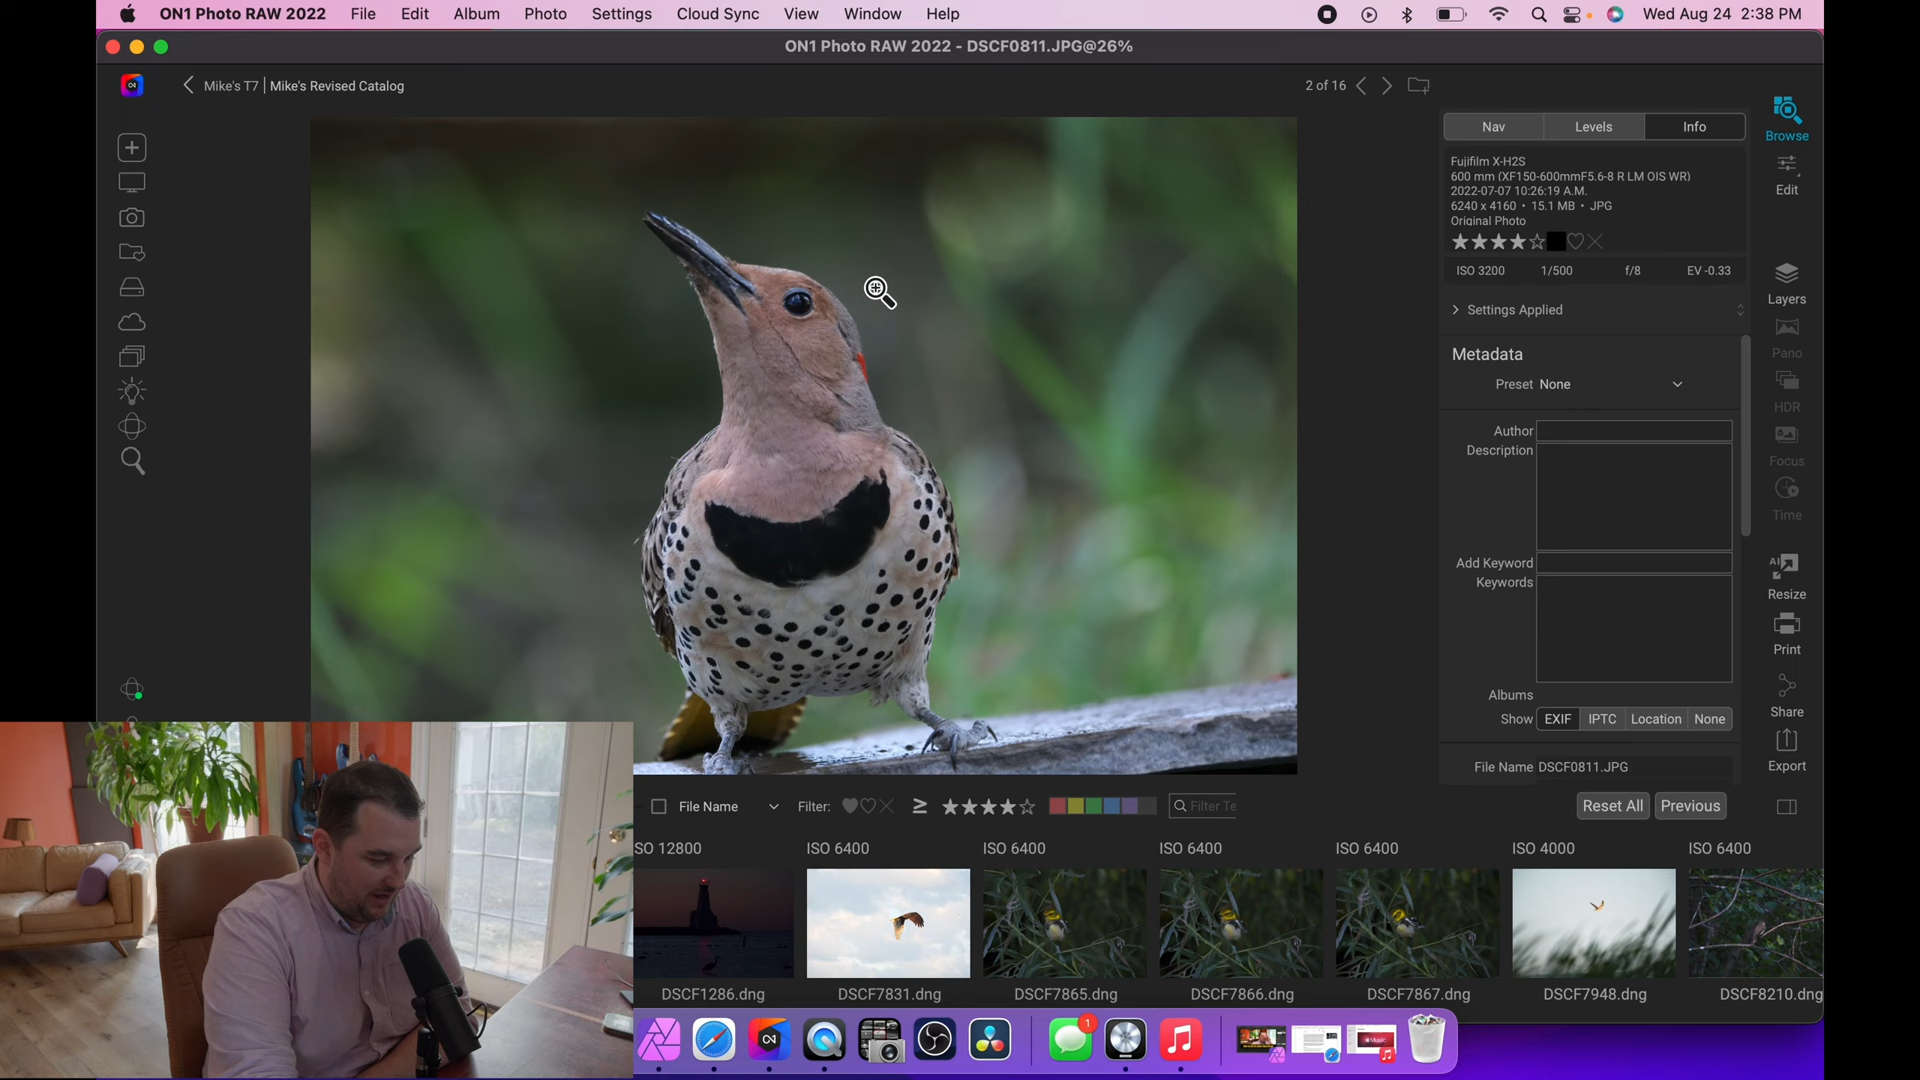 ON1 Photo RAW 2022 File Edit Album Photo Settings Cloud Sync View Window Help Wed Aug 24 2:38 PM
ON1 Photo RAW 2022 - DSCF0811.JPG@26%
Mike's T7 | Mike's Revised Catalog 2 of 16
Browse
Nav Levels Info
Fujifilm X-H2S
600 mm (XF150-600mmF5.6-8 R LM OIS WR)
2022-07-07 10:26:19 A.M.
6240 x 4160 • 15.1 MB • JPG
Original Photo
Edit
ISO 3200 1/500 f/8 EV -0.33
Layers
Settings Applied
Pano
Metadata
Preset None
HDR
Author
Description
Focus
Time
Add Keyword
Keywords
Resize
Print
Albums
Show EXIF IPTC Location None
Share
File Name DSCF0811.JPG
Export
File Name Filter: Filter Te Reset All Previous
SO 12800 ISO 6400 ISO 6400 ISO 6400 ISO 6400 ISO 4000 ISO 6400
DSCF1286.dng DSCF7831.dng DSCF7865.dng DSCF7866.dng DSCF7867.dng DSCF7948.dng DSCF8210.dng
1